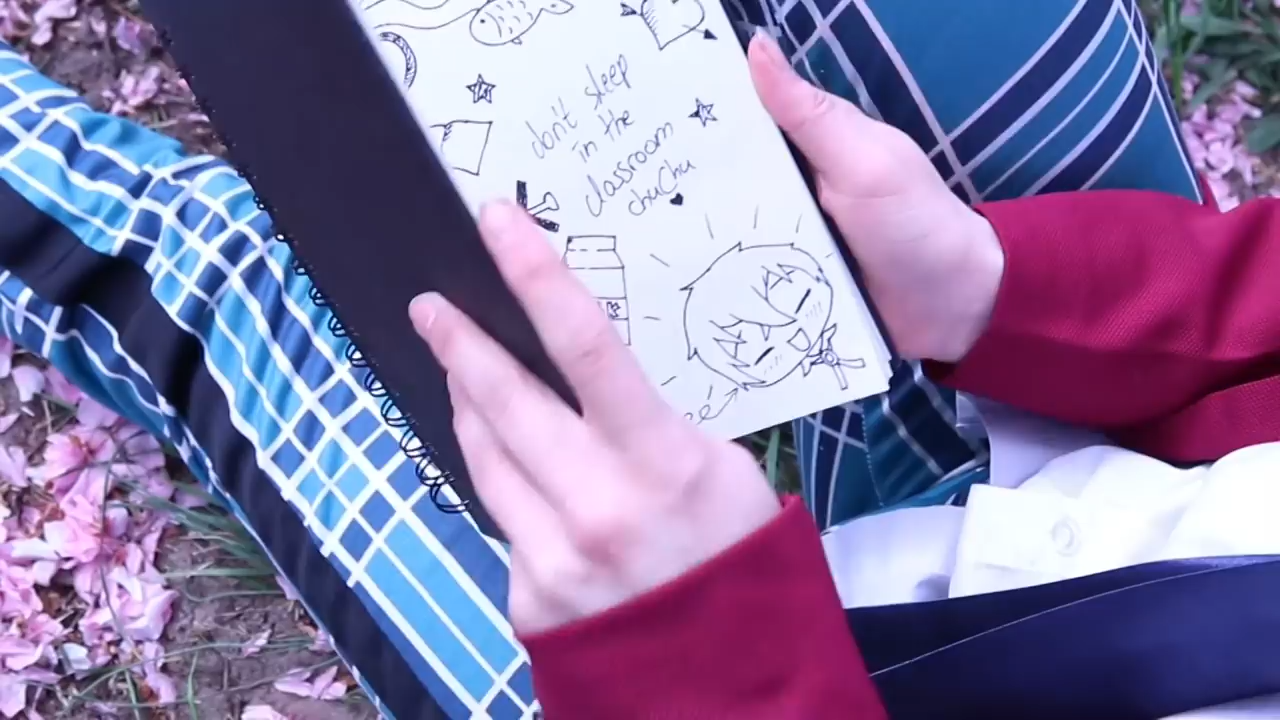 don't sleep
in the
classroom
chuChu